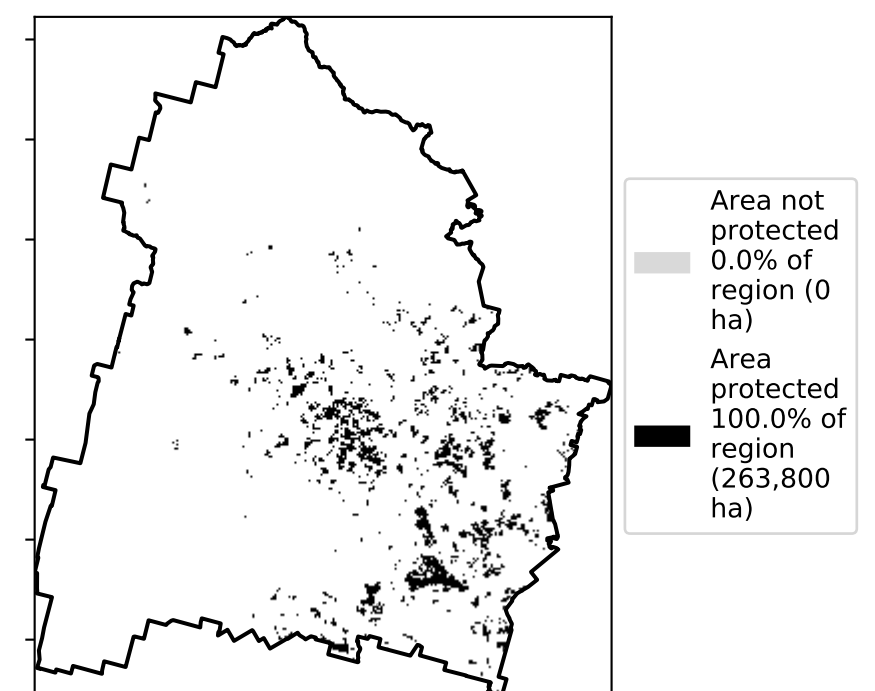 Area not
protected
0.0% of
region (0
ha)
Area
protected
100.0% of
region
(263,800
ha)